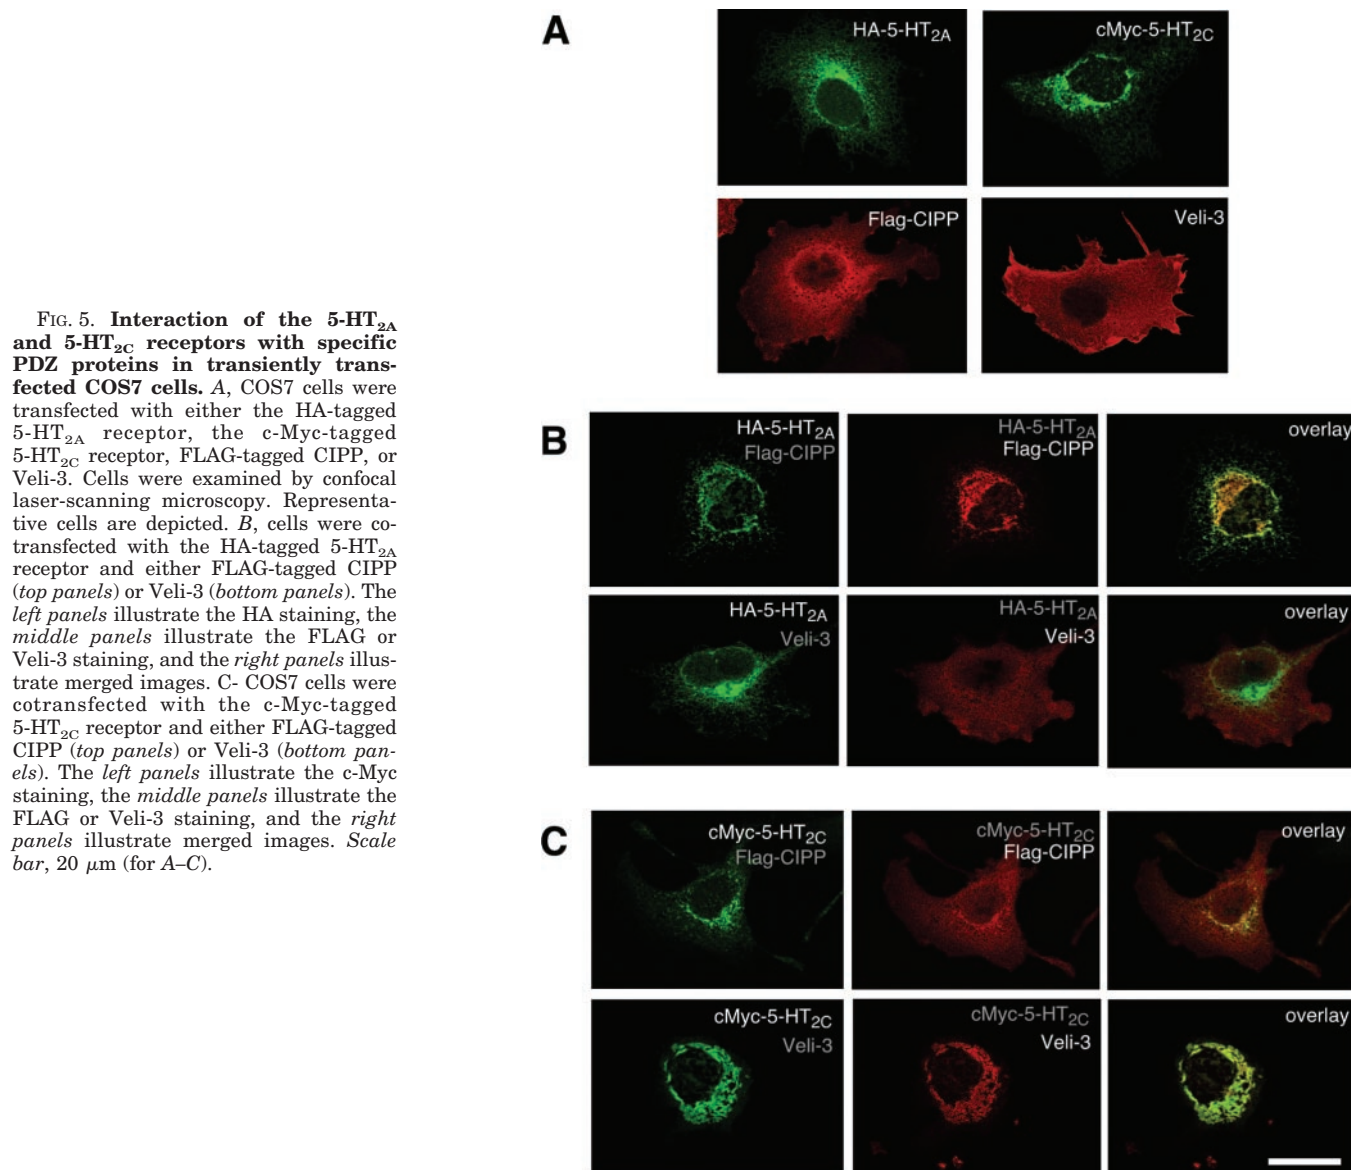 FIG. 5. Interaction of the 5-HT2A
and 5-HT2C receptors with specific
PDZ proteins in transiently trans-
fected COS7 cells. A, COS7 cells were
transfected with either the HA-tagged
5-HT2A receptor, the c-Myc-tagged
5-HT2C receptor, FLAG-tagged CIPP, or
Veli-3. Cells were examined by confocal
laser-scanning microscopy. Representa-
tive cells are depicted. B, cells were co-
transfected with the HA-tagged 5-HT2A
receptor and either FLAG-tagged CIPP
(top panels) or Veli-3 (bottom panels). The
left panels illustrate the HA staining, the
middle panels illustrate the FLAG or
Veli-3 staining, and the right panels illus-
trate merged images. C- COS7 cells were
cotransfected with the c-Myc-tagged
5-HT2C receptor and either FLAG-tagged
CIPP (top panels) or Veli-3 (bottom pan-
els). The left panels illustrate the c-Myc
staining, the middle panels illustrate the
FLAG or Veli-3 staining, and the right
panels illustrate merged images. Scale
bar, 20 μm (for A–C).
A
HA-5-HT2A
cMyc-5-HT2C
Flag-CIPP
Veli-3
B
HA-5-HT2A
Flag-CIPP
HA-5-HT2A
Flag-CIPP
overlay
HA-5-HT2A
Veli-3
HA-5-HT2A
Veli-3
overlay
C
cMyc-5-HT2C
Flag-CIPP
cMyc-5-HT2C
Flag-CIPP
overlay
cMyc-5-HT2C
Veli-3
cMyc-5-HT2C
Veli-3
overlay